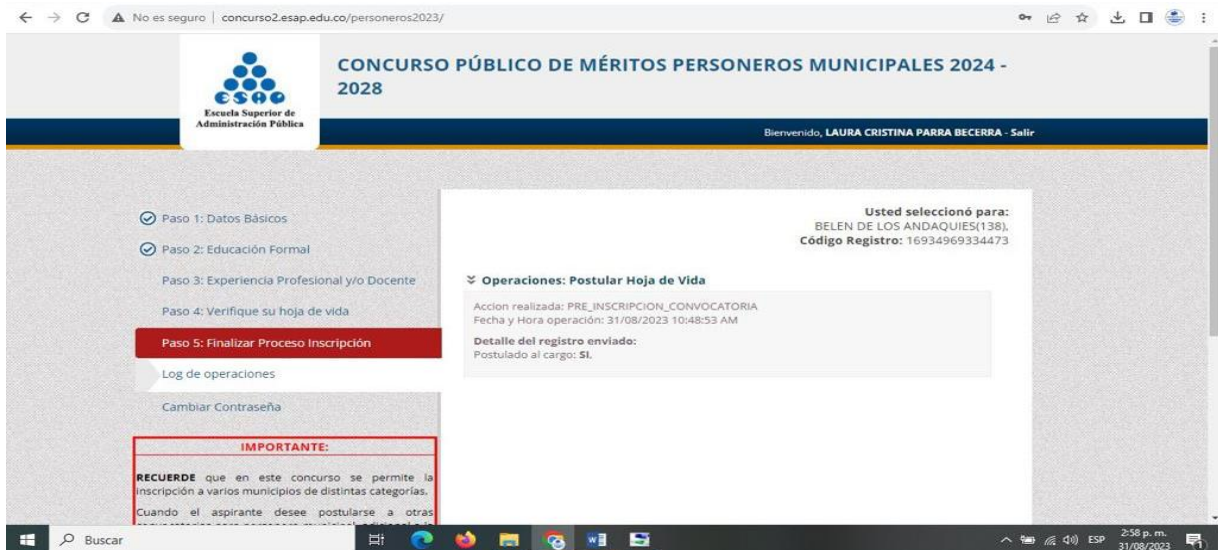 No es seguro | concurso2.esap.edu.co/personeros2023/
esap
Escuela Superior de
Administración Pública
CONCURSO PÚBLICO DE MÉRITOS PERSONEROS MUNICIPALES 2024 -
2028
Bienvenido, LAURA CRISTINA PARRA BECERRA - Salir
Paso 1: Datos Básicos
Paso 2: Educación Formal
Paso 3: Experiencia Profesional y/o Docente
Paso 4: Verifique su hoja de vida
Paso 5: Finalizar Proceso Inscripción
Log de operaciones
Cambiar Contraseña
IMPORTANTE:
RECUERDE que en este concurso se permite la
inscripción a varios municipios de distintas categorías.
Cuando el aspirante desee postularse a otras
Usted seleccionó para:
BELEN DE LOS ANDAQUIES(138),
Código Registro: 16934969334473
Operaciones: Postular Hoja de Vida
Accion realizada: PRE_INSCRIPCION_CONVOCATORIA
Fecha y Hora operación: 31/08/2023 10:48:53 AM
Detalle del registro enviado:
Postulado al cargo: SI.
Buscar
ESP
2:58 p. m.
31/08/2023